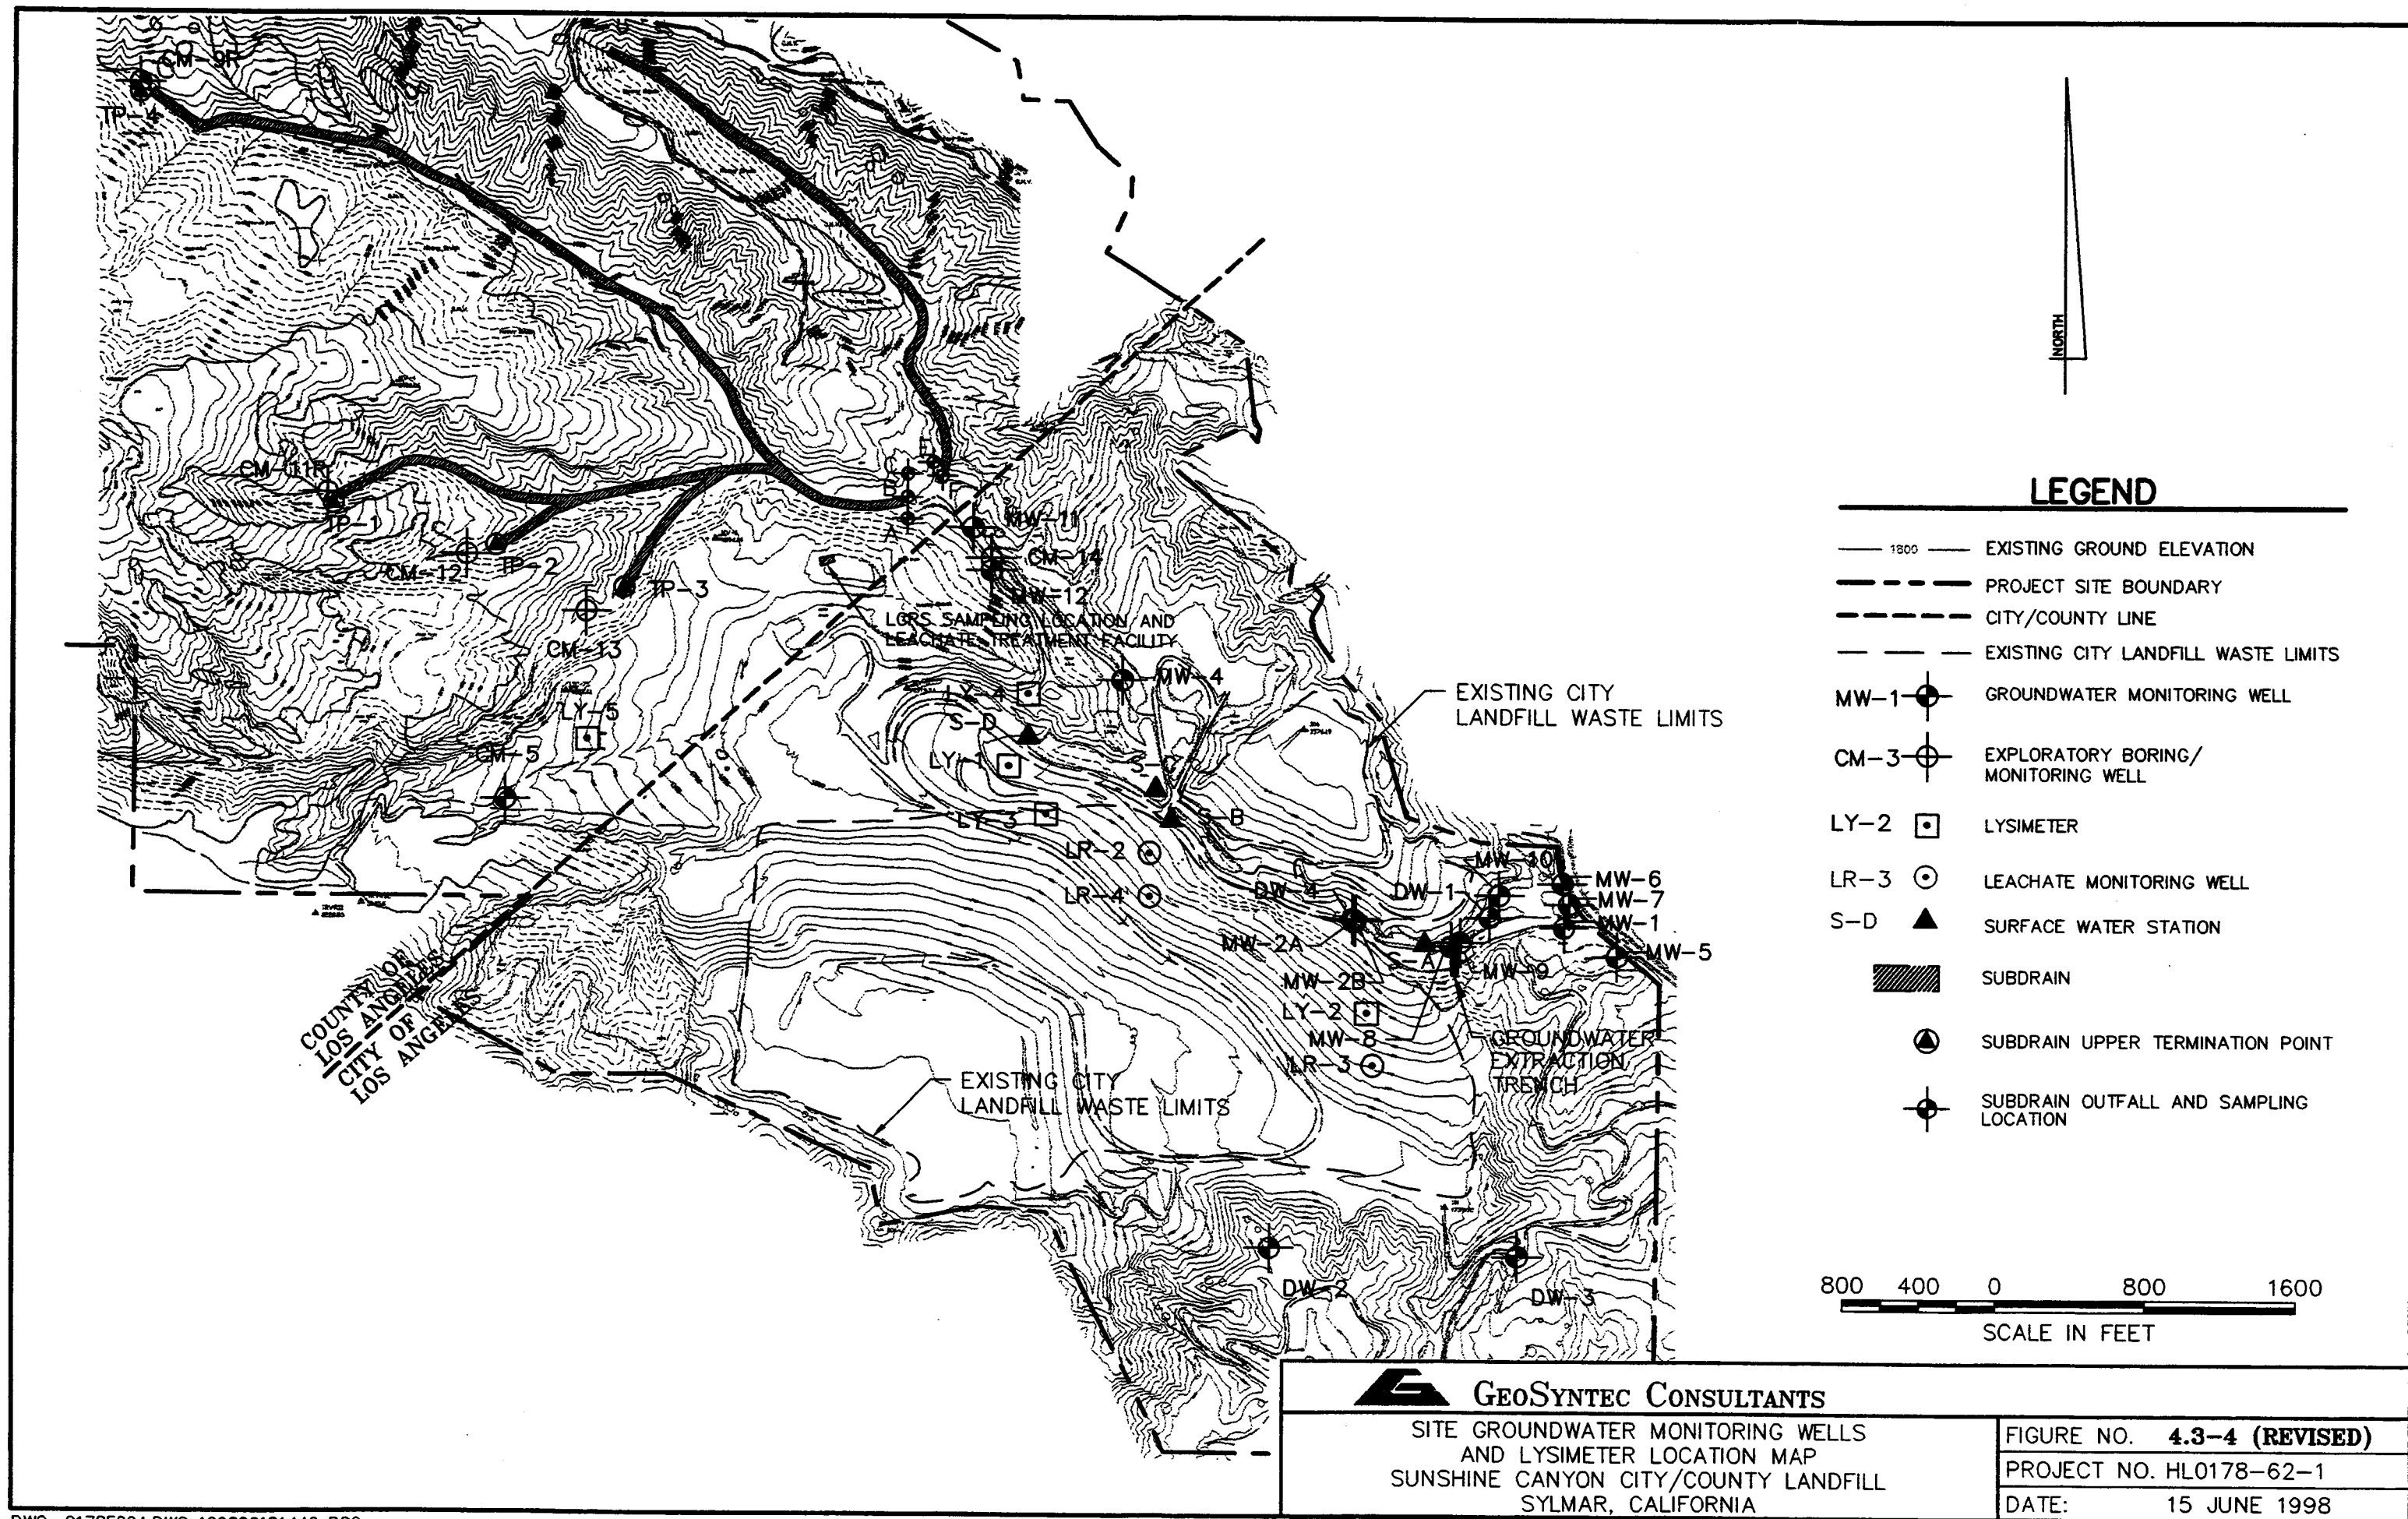 CM-9R
TP-4
NORTH
CM-11R
TP-1
C
E
B
F
A
MW-11
CM-14
MW-12
CM-12
TP-2
TP-3
CM-13
LCRS SAMPLING LOCATION AND
LEACHATE TREATMENT FACILITY
LY-4
MW-4
S-D
LY-5
CM-5
LY-1
S-C
LY-3
S-B
LR-2
LR-4
EXISTING CITY
LANDFILL WASTE LIMITS
MW-10
DW-4
DW-1
MW-6
MW-7
MW-1
MW-5
MW-2A
S-A
MW-9
MW-2B
LY-2
MW-8
LR-3
GROUNDWATER
EXTRACTION
TRENCH
COUNTY OF
LOS ANGELES
CITY OF
LOS ANGELES
EXISTING CITY
LANDFILL WASTE LIMITS
DW-2
DW-3
LEGEND
1800 EXISTING GROUND ELEVATION
PROJECT SITE BOUNDARY
CITY/COUNTY LINE
EXISTING CITY LANDFILL WASTE LIMITS
MW-1 GROUNDWATER MONITORING WELL
CM-3 EXPLORATORY BORING/
MONITORING WELL
LY-2 LYSIMETER
LR-3 LEACHATE MONITORING WELL
S-D SURFACE WATER STATION
SUBDRAIN
SUBDRAIN UPPER TERMINATION POINT
SUBDRAIN OUTFALL AND SAMPLING
LOCATION
800 400 0 800 1600
SCALE IN FEET
GEOSYNTEC CONSULTANTS
SITE GROUNDWATER MONITORING WELLS
AND LYSIMETER LOCATION MAP
SUNSHINE CANYON CITY/COUNTY LANDFILL
SYLMAR, CALIFORNIA
FIGURE NO. 4.3-4 (REVISED)
PROJECT NO. HL0178-62-1
DATE: 15 JUNE 1998